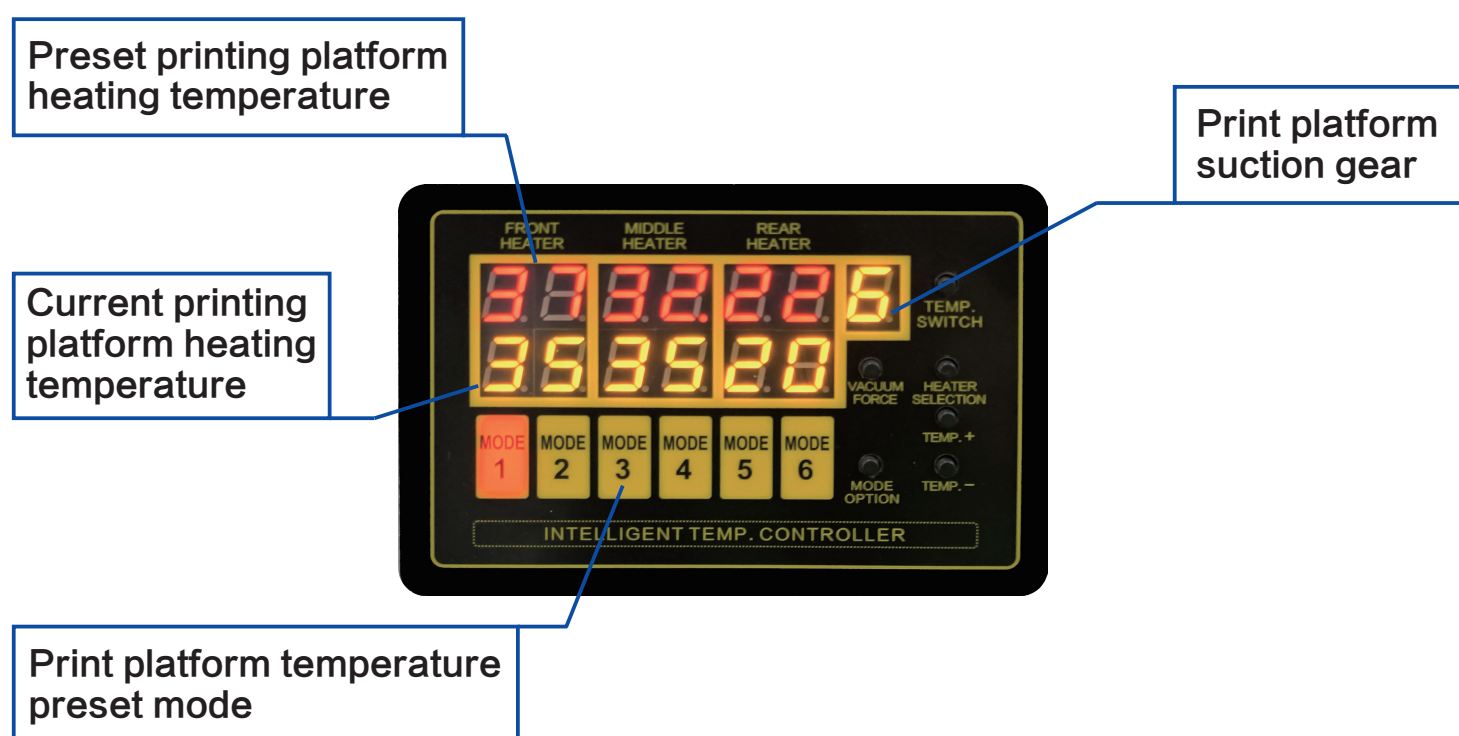 Preset printing platform
heating temperature
Print platform
suction gear
Current printing
platform heating
temperature
Print platform temperature
preset mode
FRONT
HEATER
MIDDLE
HEATER
REAR
HEATER
37 32 22 5
35 35 20
TEMP.
SWITCH
VACUUM
FORCE
HEATER
SELECTION
TEMP. +
MODE
OPTION
TEMP. −
MODE
1
MODE
2
MODE
3
MODE
4
MODE
5
MODE
6
INTELLIGENT TEMP. CONTROLLER